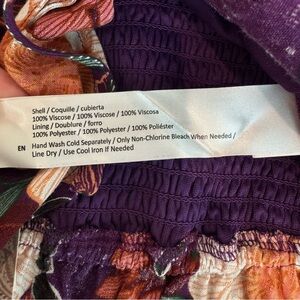 Shell / Coquille / cubierta
100% Viscose / 100% Viscose / 100% Viscosa
Lining / Doublure / forro
100% Polyester / 100% Polyester / 100% Poliéster
EN Hand Wash Cold Separately / Only Non-Chlorine Bleach When Needed /
Line Dry / Use Cool Iron If Needed